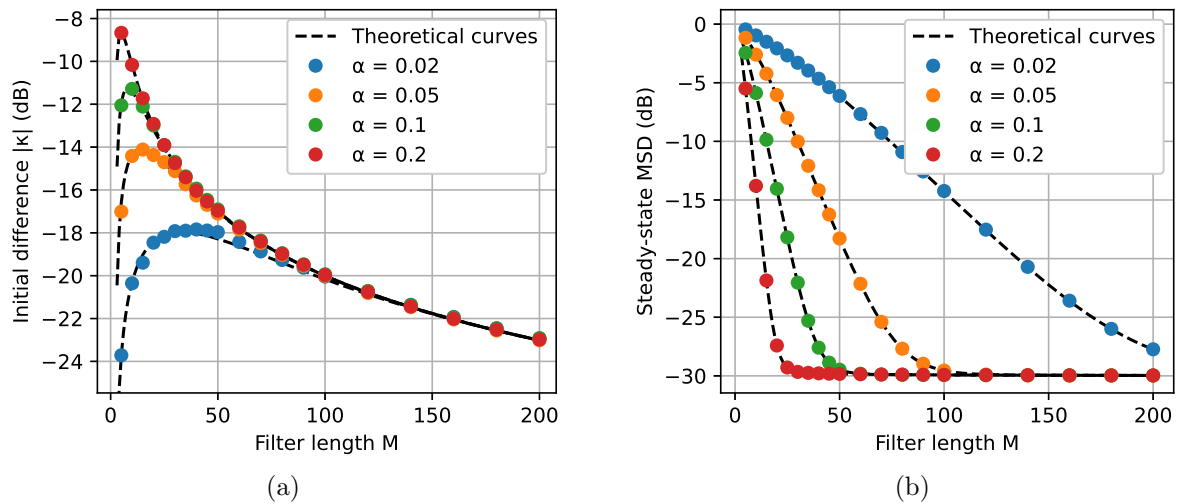 −8
−10
−12
−14
−16
−18
−20
−22
−24
0
50
100
150
200
Filter length M
Initial difference |κ| (dB)
Theoretical curves
α = 0.02
α = 0.05
α = 0.1
α = 0.2
(a)
0
−5
−10
−15
−20
−25
−30
0
50
100
150
200
Filter length M
Steady-state MSD (dB)
Theoretical curves
α = 0.02
α = 0.05
α = 0.1
α = 0.2
(b)